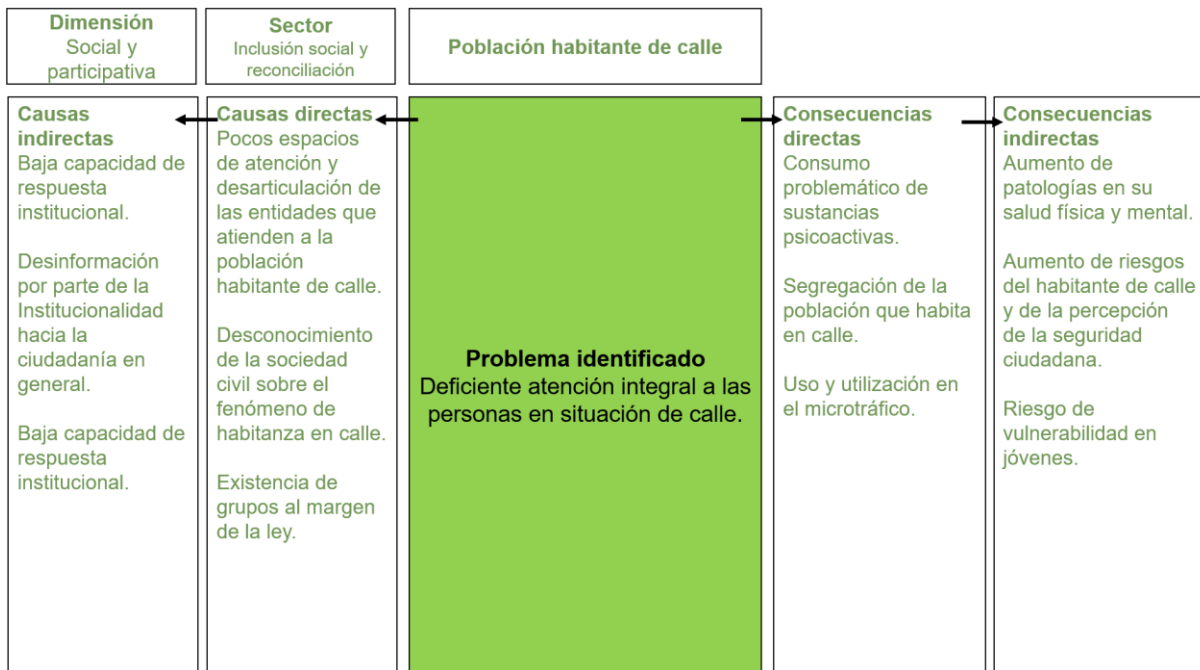 Dimensión
Social y
participativa
Sector
Inclusión social y
reconciliación
Población habitante de calle
Causas
indirectas
Baja capacidad de
respuesta
institucional.
Desinformación
por parte de la
Institucionalidad
hacia la
ciudadanía en
general.
Baja capacidad de
respuesta
institucional.
Causas directas
Pocos espacios
de atención y
desarticulación de
las entidades que
atienden a la
población
habitante de calle.
Desconocimiento
de la sociedad
civil sobre el
fenómeno de
habitanza en calle.
Existencia de
grupos al margen
de la ley.
Problema identificado
Deficiente atención integral a las
personas en situación de calle.
Consecuencias
directas
Consumo
problemático de
sustancias
psicoactivas.
Segregación de la
población que habita
en calle.
Uso y utilización en
el microtráfico.
Consecuencias
indirectas
Aumento de
patologías en su
salud física y mental.
Aumento de riesgos
del habitante de calle
y de la percepción
de la seguridad
ciudadana.
Riesgo de
vulnerabilidad en
jóvenes.